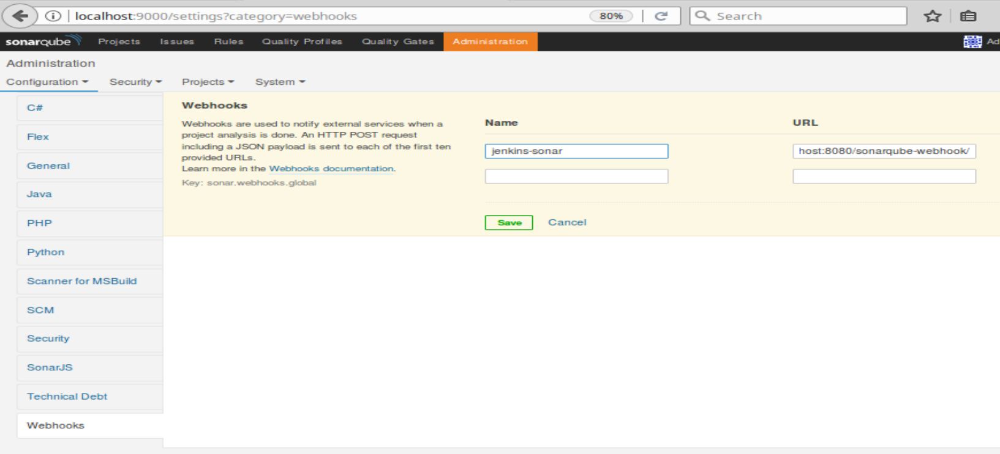 localhost:9000/settings?category=webhooks 80% Search
sonarqube Projects Issues Rules Quality Profiles Quality Gates Administration Ad
Administration
Configuration Security Projects System
C#
Flex
General
Java
PHP
Python
Scanner for MSBuild
SCM
Security
SonarJS
Technical Debt
Webhooks
Webhooks
Webhooks are used to notify external services when a
project analysis is done. An HTTP POST request
including a JSON payload is sent to each of the first ten
provided URLs.
Learn more in the Webhooks documentation.
Key: sonar.webhooks.global
Name URL
jenkins-sonar host:8080/sonarqube-webhook/
Save Cancel